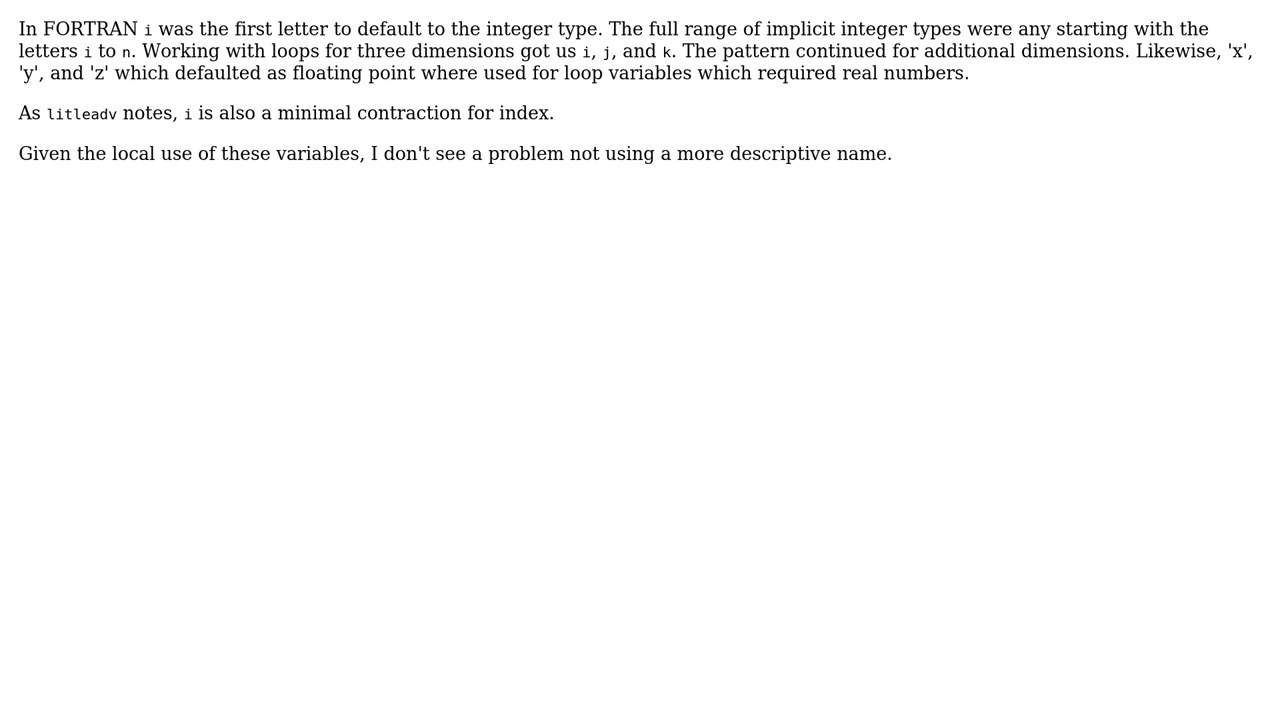 In FORTRAN i was the first letter to default to the integer type. The full range of implicit integer types were any starting with the
letters i to n. Working with loops for three dimensions got us i, j, and k. The pattern continued for additional dimensions. Likewise, 'x',
'y', and 'z' which defaulted as floating point where used for loop variables which required real numbers.
As litleadv notes, i is also a minimal contraction for index.
Given the local use of these variables, I don't see a problem not using a more descriptive name.